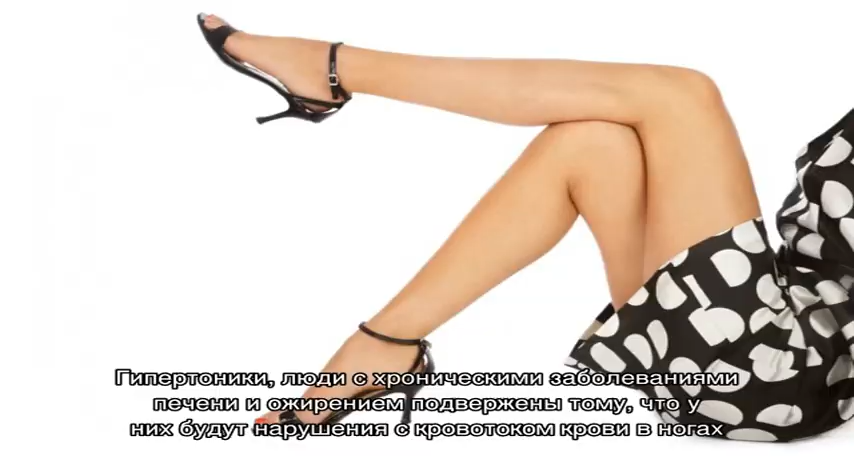 Гипертоники, люди с хроническими заболеваниями
печени и ожирением подвержены тому, что у
них будут нарушения с кровотоком крови в ногах